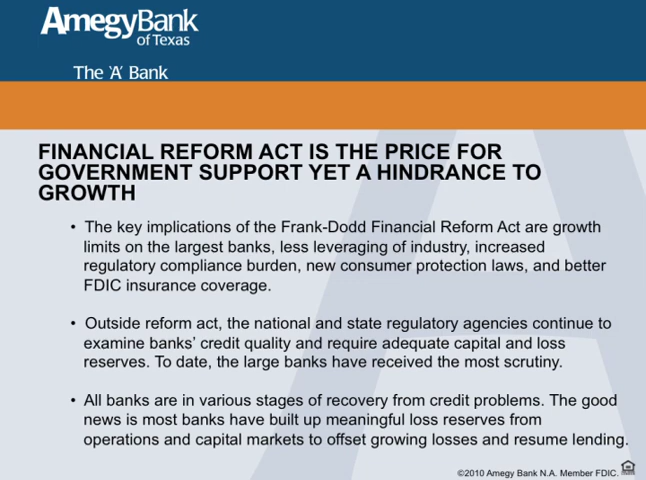 AmegyBank
of Texas
The ‘A’ Bank
FINANCIAL REFORM ACT IS THE PRICE FOR
GOVERNMENT SUPPORT YET A HINDRANCE TO
GROWTH
• The key implications of the Frank-Dodd Financial Reform Act are growth
limits on the largest banks, less leveraging of industry, increased
regulatory compliance burden, new consumer protection laws, and better
FDIC insurance coverage.
• Outside reform act, the national and state regulatory agencies continue to
examine banks’ credit quality and require adequate capital and loss
reserves. To date, the large banks have received the most scrutiny.
• All banks are in various stages of recovery from credit problems. The good
news is most banks have built up meaningful loss reserves from
operations and capital markets to offset growing losses and resume lending.
©2010 Amegy Bank N.A. Member FDIC.